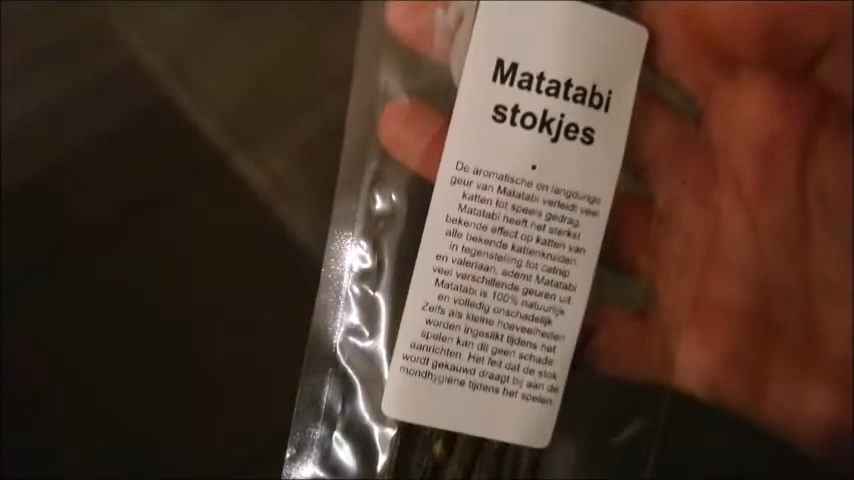 Matatabi
stokjes
•
De aromatische en langdurige
geur van Matatabi verleidt veel
katten tot speels gedrag.
Matatabi heeft het sterkst
bekende effect op katten van
alle bekende kattenkruiden.
In tegenstelling tot catnip
en valeriaan, ademt Matatabi
veel verschillende geuren uit.
Matatabi is 100% natuurlijk
en volledig onschadelijk
Zelfs als kleine hoeveelheden
worden ingeslikt tijdens het
spelen kan dit geen schade
aanrichten. Het feit dat de stok
wordt gekauwd draagt bij aan de
mondhygiene tijdens het spelen.